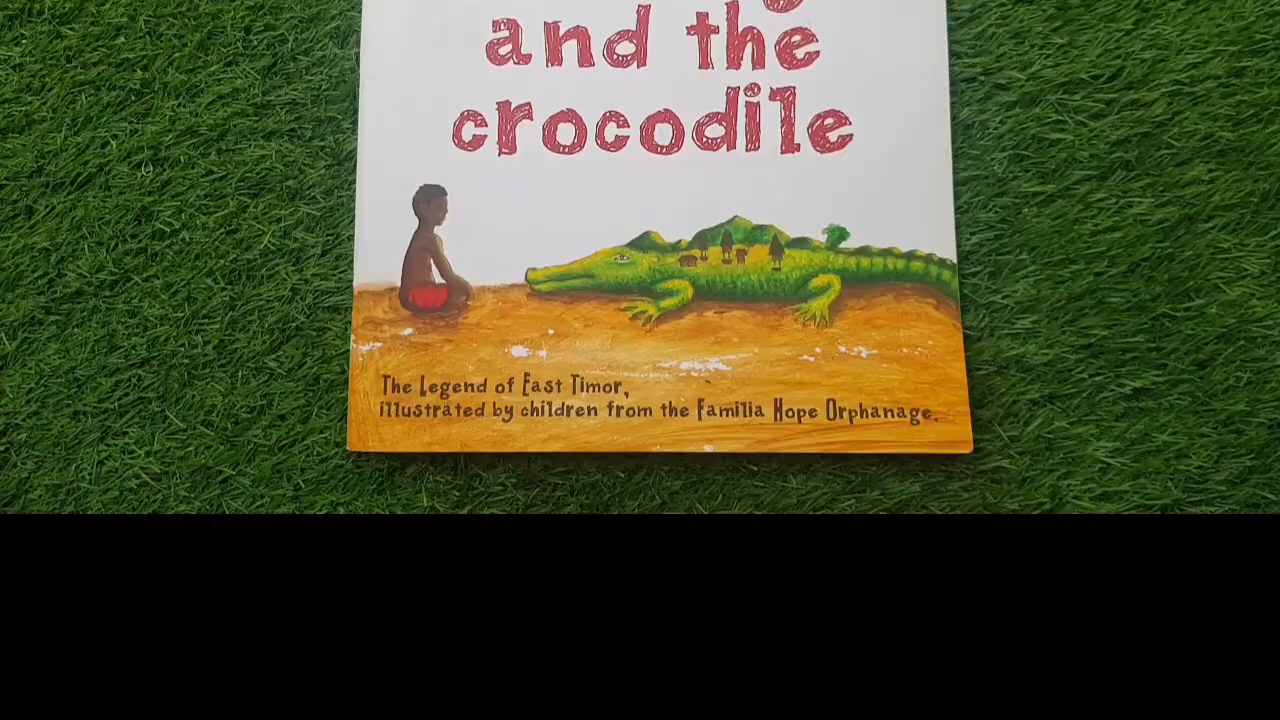 and the
crocodile
The Legend of East Timor,
illustrated by children from the Familia Hope Orphanage.